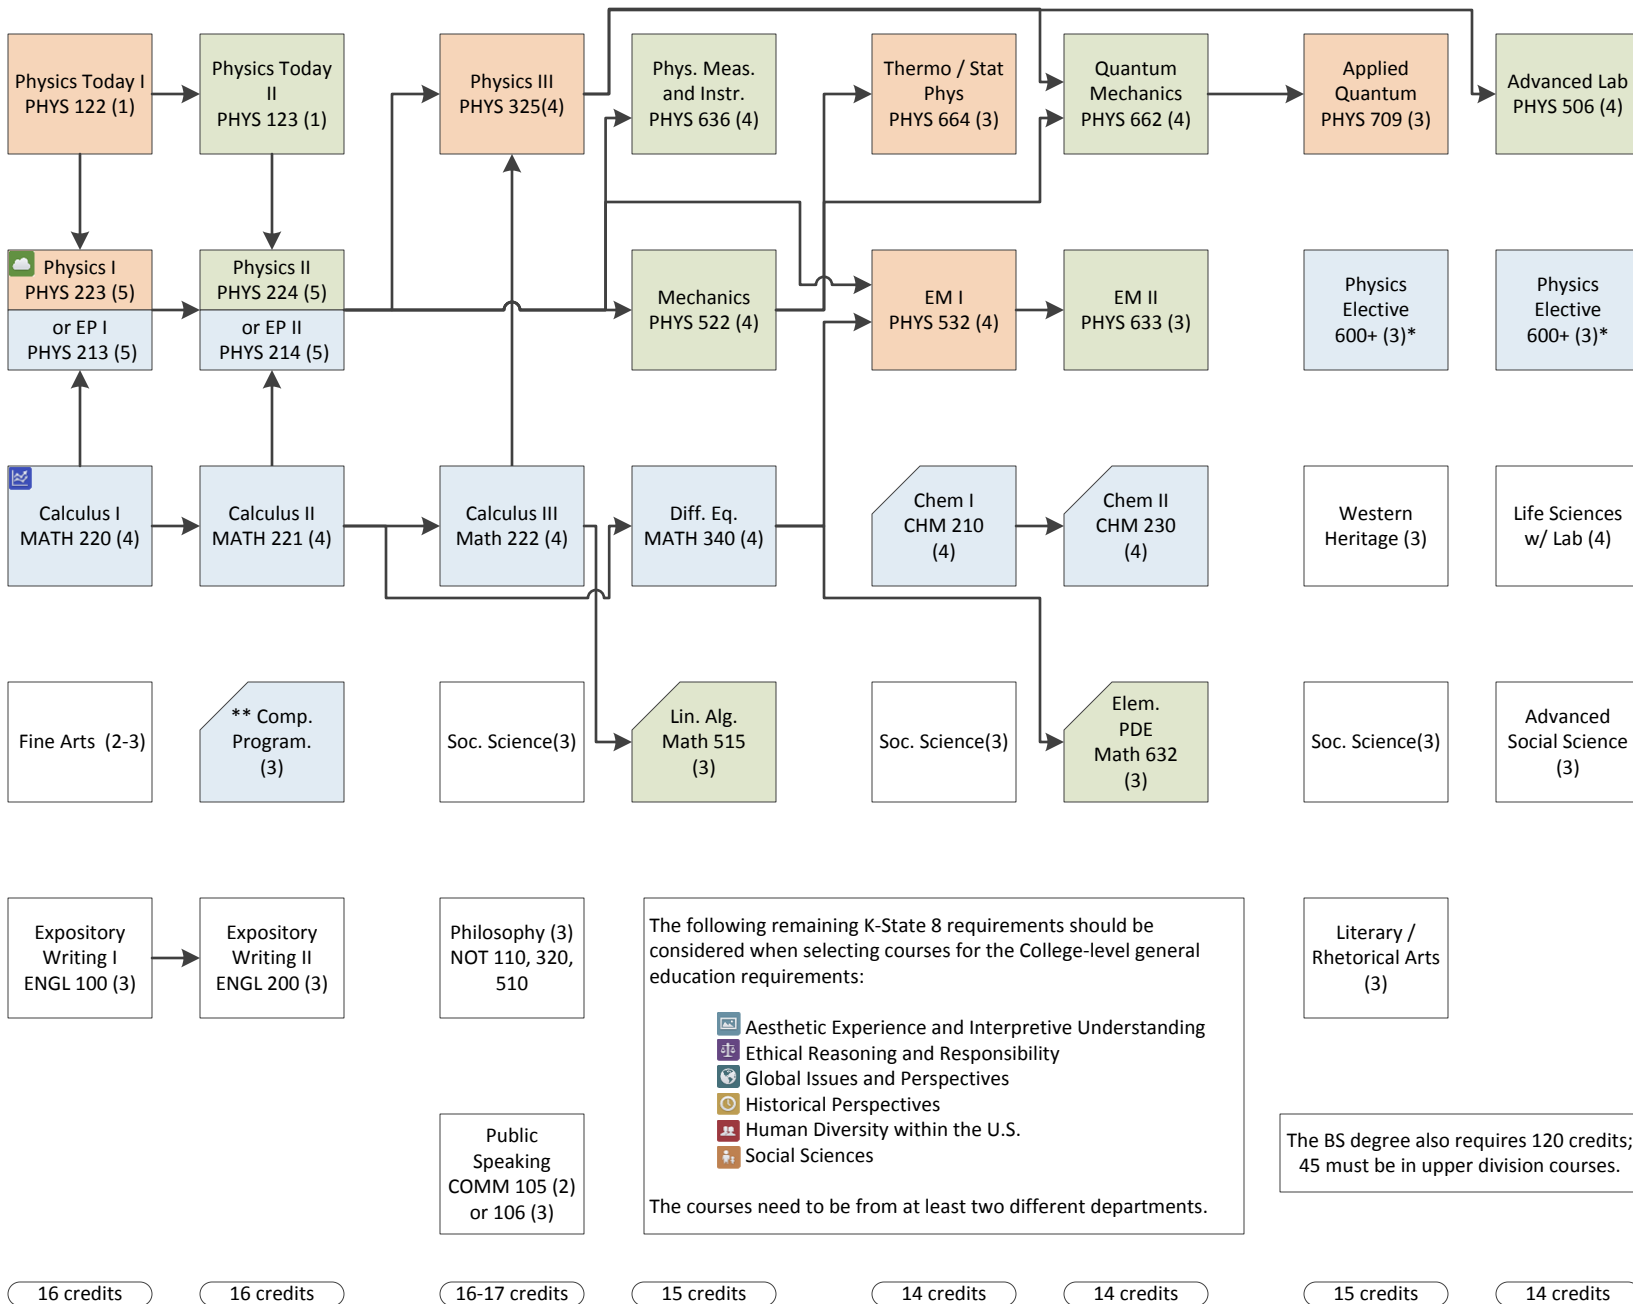 Physics Today I
PHYS 122 (1)
Physics Today
II
PHYS 123 (1)
Physics III
PHYS 325(4)
Phys. Meas.
and Instr.
PHYS 636 (4)
Thermo / Stat
Phys
PHYS 664 (3)
Quantum
Mechanics
PHYS 662 (4)
Applied
Quantum
PHYS 709 (3)
Advanced Lab
PHYS 506 (4)
Physics I
PHYS 223 (5)
or EP I
PHYS 213 (5)
Physics II
PHYS 224 (5)
or EP II
PHYS 214 (5)
Mechanics
PHYS 522 (4)
EM I
PHYS 532 (4)
EM II
PHYS 633 (3)
Physics
Elective
600+ (3)*
Physics
Elective
600+ (3)*
Calculus I
MATH 220 (4)
Calculus II
MATH 221 (4)
Calculus III
Math 222 (4)
Diff. Eq.
MATH 340 (4)
Chem I
CHM 210
(4)
Chem II
CHM 230
(4)
Western
Heritage (3)
Life Sciences
w/ Lab (4)
Fine Arts (2-3)
** Comp.
Program.
(3)
Soc. Science(3)
Lin. Alg.
Math 515
(3)
Soc. Science(3)
Elem.
PDE
Math 632
(3)
Soc. Science(3)
Advanced
Social Science
(3)
Expository
Writing I
ENGL 100 (3)
Expository
Writing II
ENGL 200 (3)
Philosophy (3)
NOT 110, 320,
510
The following remaining K-State 8 requirements should be
considered when selecting courses for the College-level general
education requirements:
Aesthetic Experience and Interpretive Understanding
Ethical Reasoning and Responsibility
Global Issues and Perspectives
Historical Perspectives
Human Diversity within the U.S.
Social Sciences
The courses need to be from at least two different departments.
Literary /
Rhetorical Arts
(3)
Public
Speaking
COMM 105 (2)
or 106 (3)
The BS degree also requires 120 credits;
45 must be in upper division courses.
16 credits
16 credits
16-17 credits
15 credits
14 credits
14 credits
15 credits
14 credits